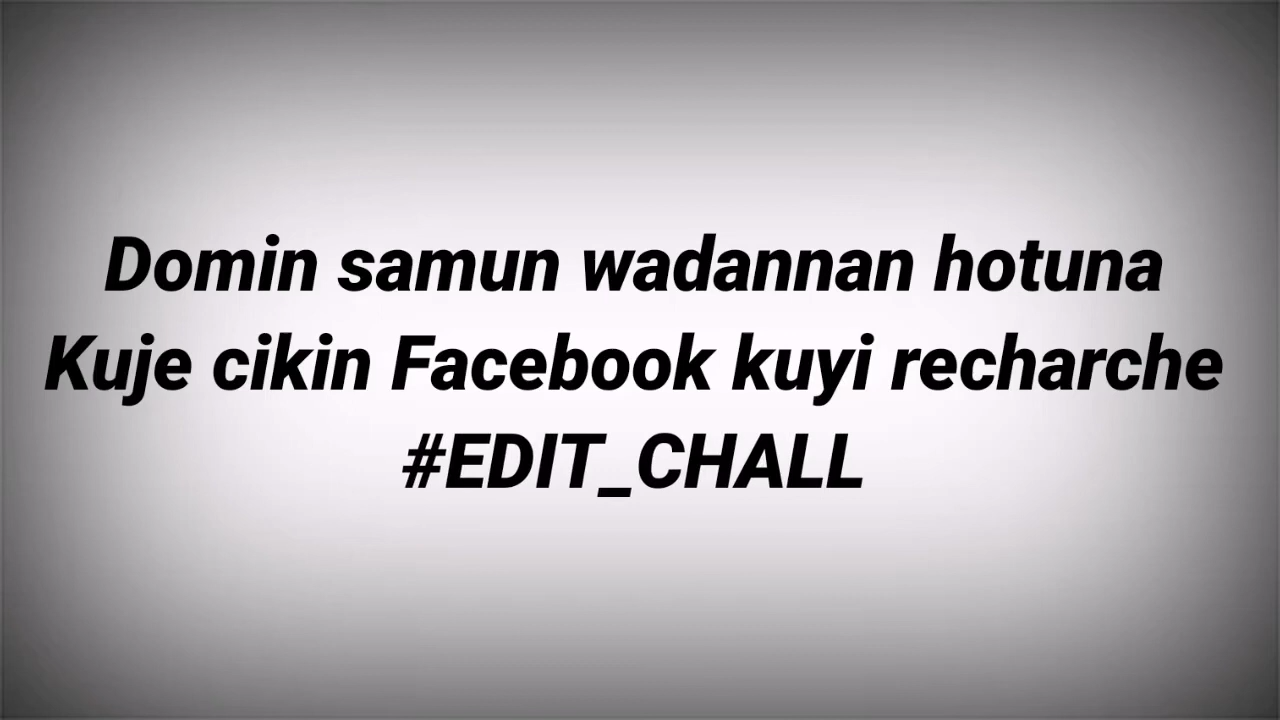 Domin samun wadannan hotuna
Kuje cikin Facebook kuyi recharche
#EDIT_CHALL